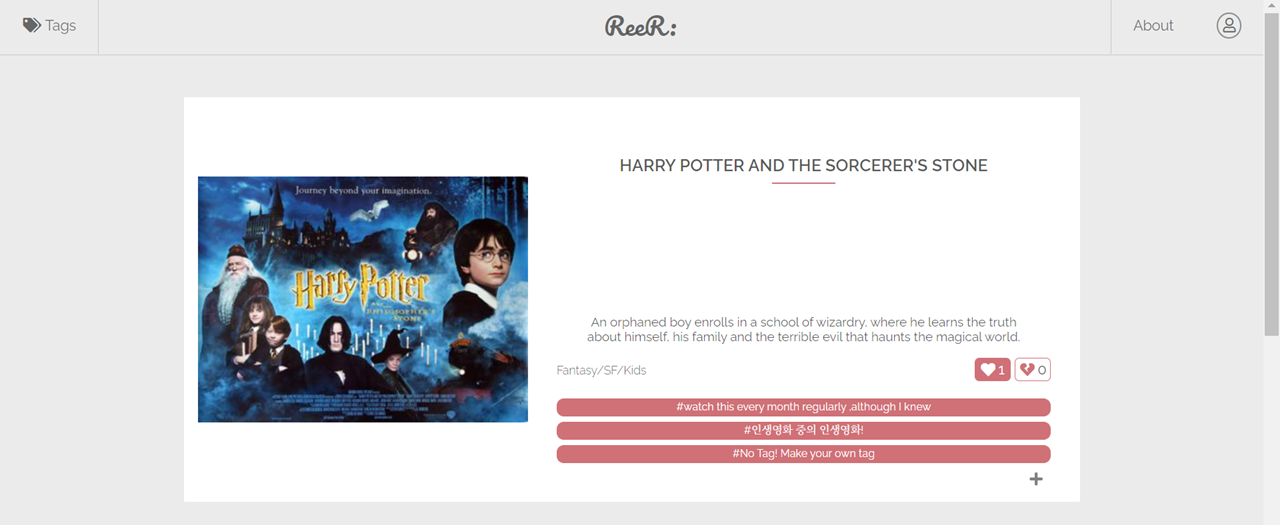 Tags
ReeR:
About
HARRY POTTER AND THE SORCERER'S STONE
Journey beyond your imagination.
Harry Potter
AND THE
PHILOSOPHER'S
STONE
An orphaned boy enrolls in a school of wizardry, where he learns the truth
about himself, his family and the terrible evil that haunts the magical world.
Fantasy/SF/Kids
1
0
#watch this every month regularly ,although I knew
#인생영화 중의 인생영화!
#No Tag! Make your own tag